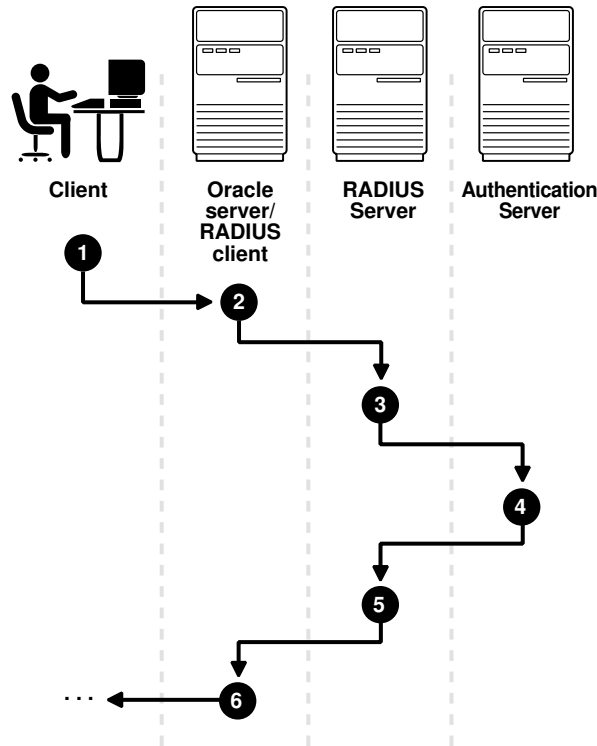 Client
Oracle
server/
RADIUS
client
RADIUS
Server
Authentication
Server
1
2
3
4
5
6
...